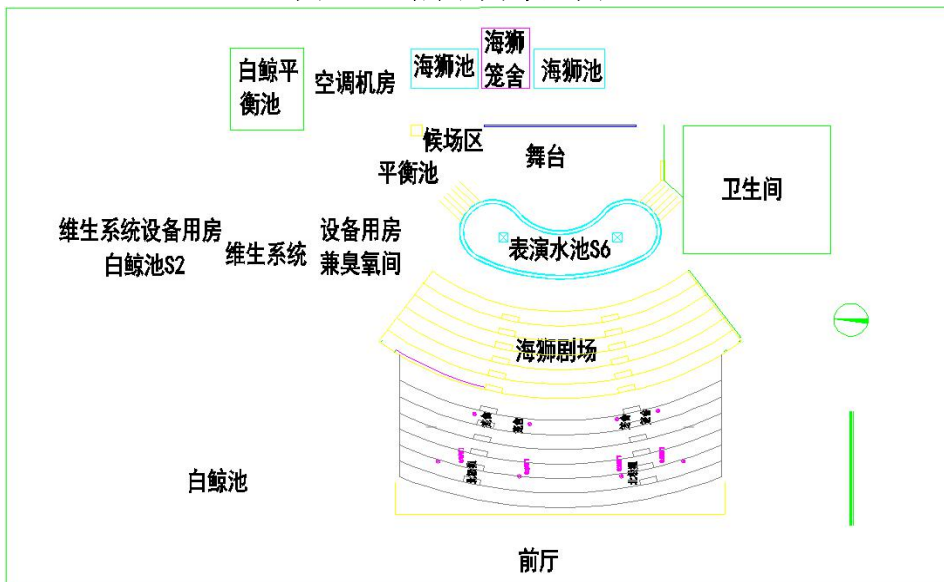 海狮
笼舍
海狮池
海狮池
白鲸平
衡池
空调机房
候场区
舞台
平衡池
卫生间
维生系统设备用房
白鲸池S2
维生系统
设备用房
兼臭氧间
表演水池S6
海狮剧场
白鲸池
前厅